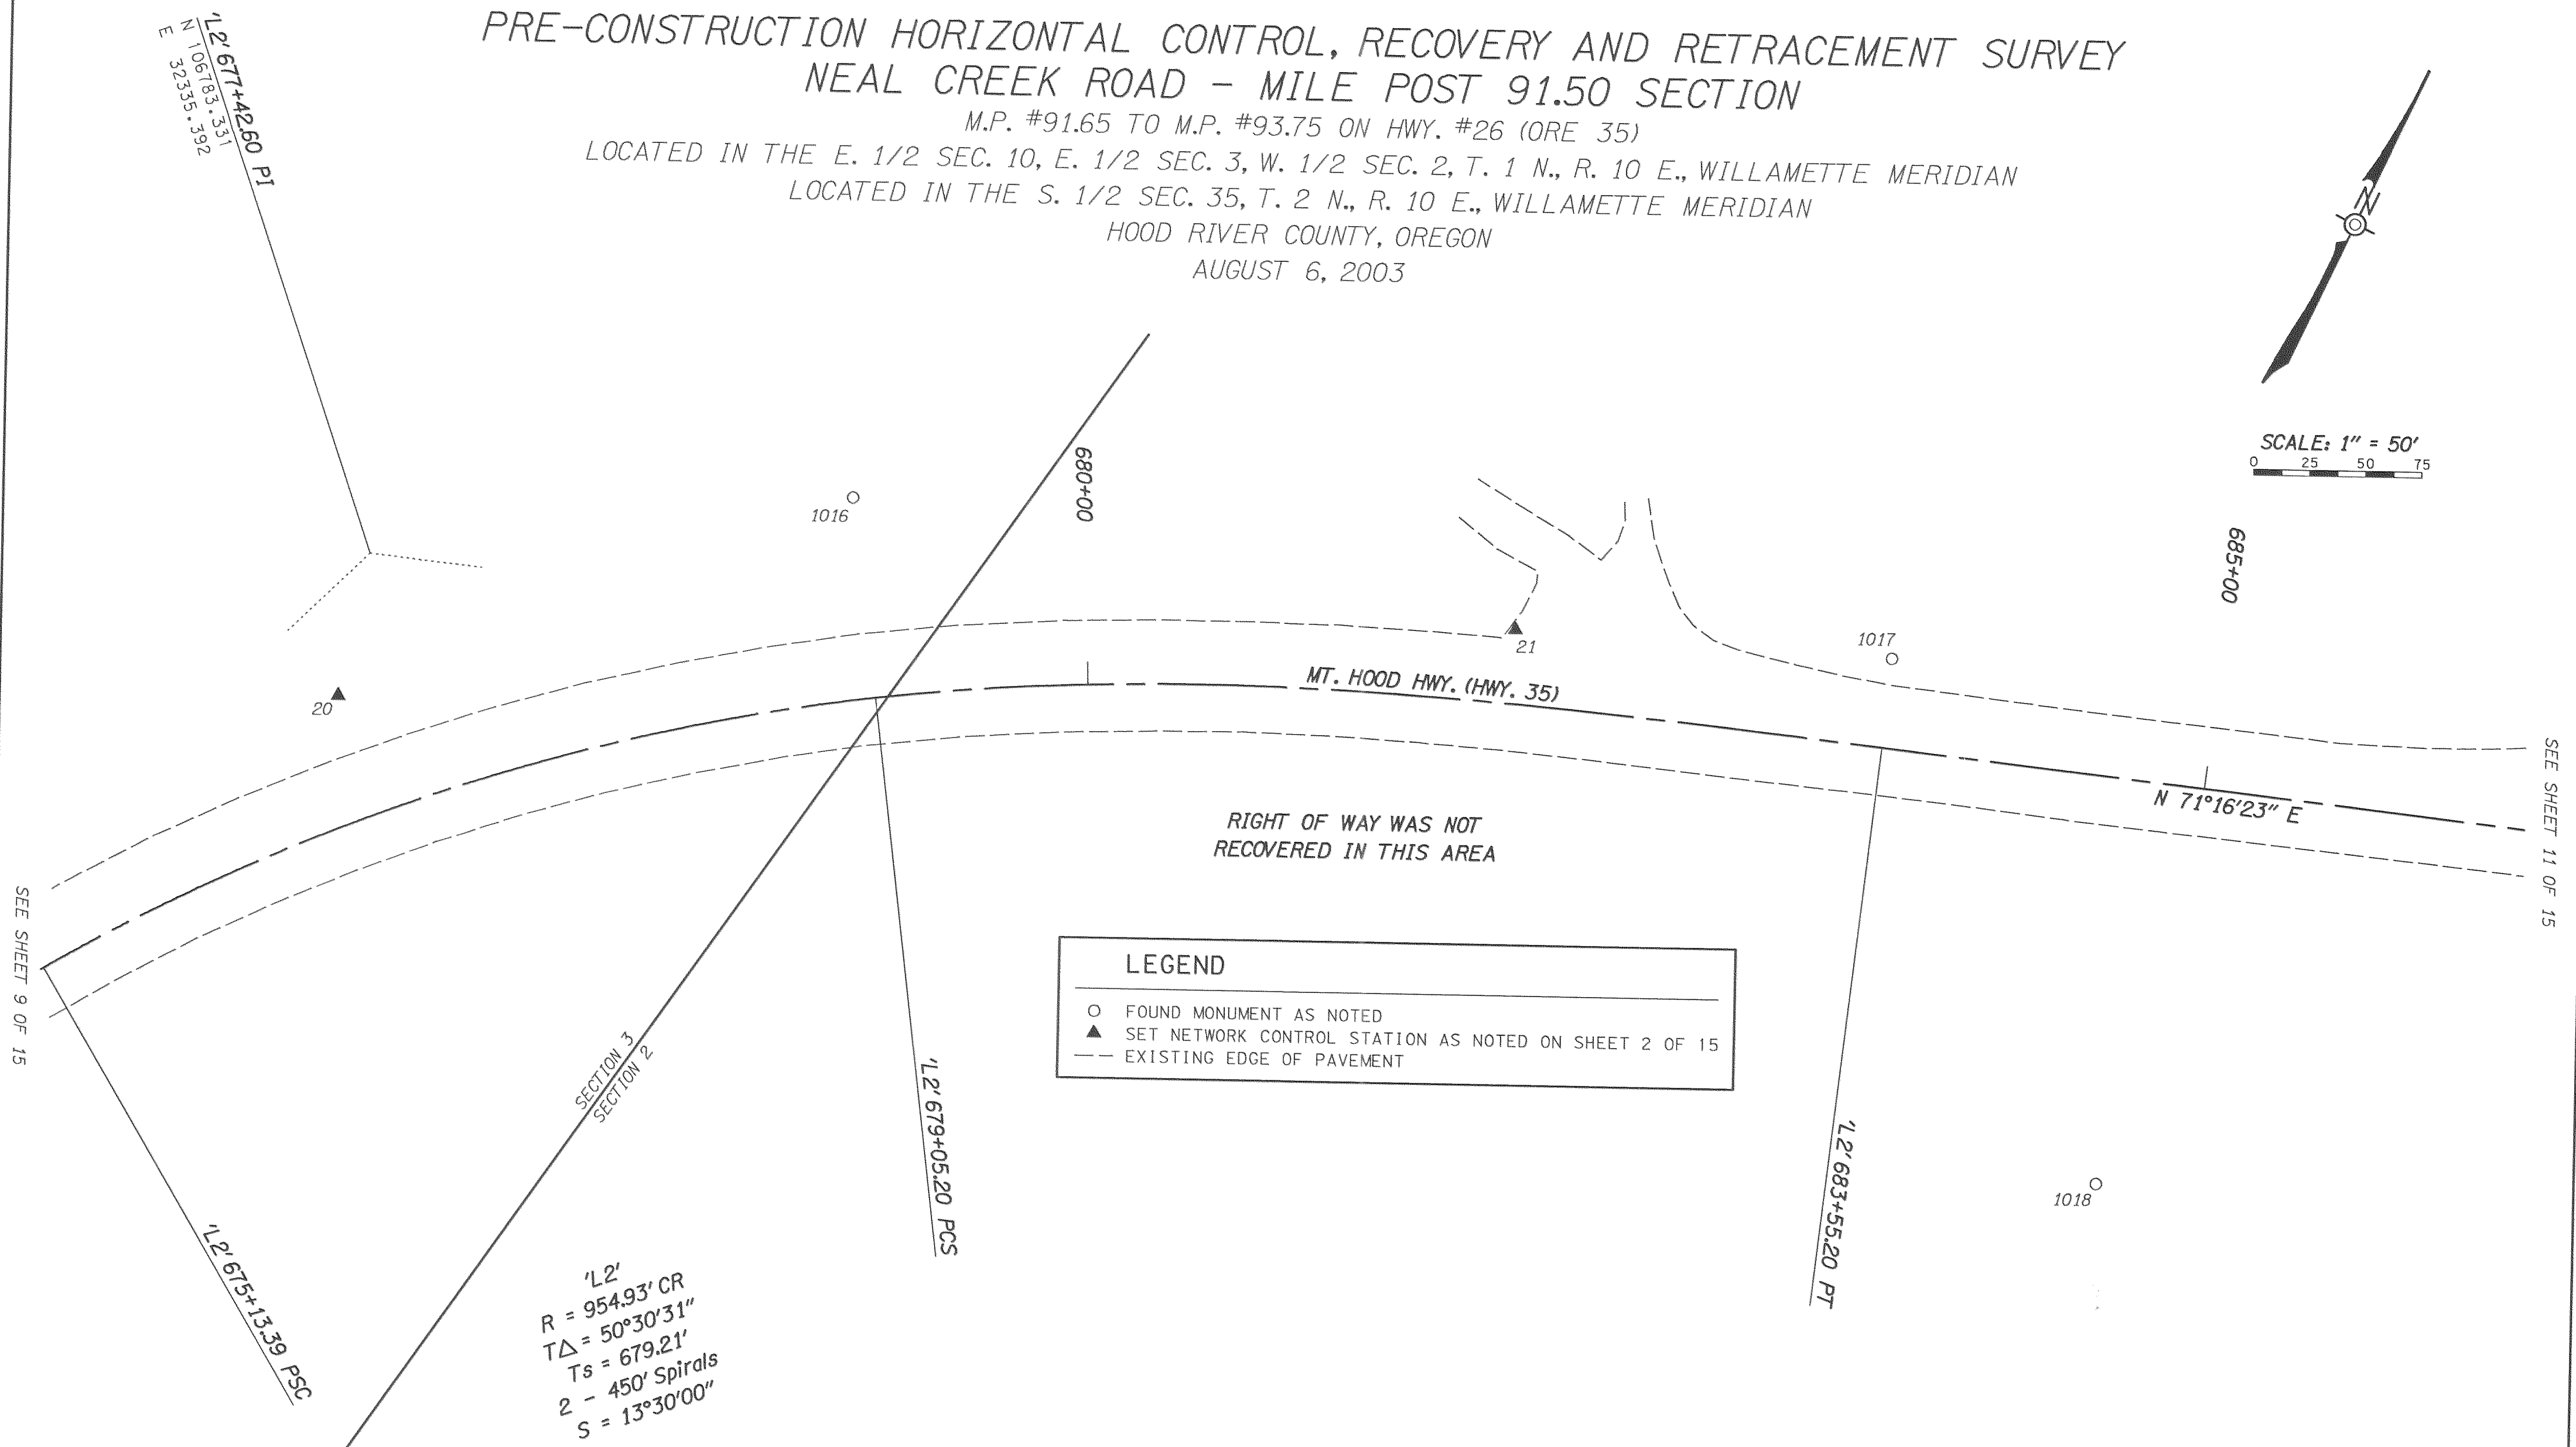 PRE-CONSTRUCTION HORIZONTAL CONTROL, RECOVERY AND RETRACEMENT SURVEY
NEAL CREEK ROAD - MILE POST 91.50 SECTION
M.P. #91.65 TO M.P. #93.75 ON HWY. #26 (ORE 35)
LOCATED IN THE E. 1/2 SEC. 10, E. 1/2 SEC. 3, W. 1/2 SEC. 2, T. 1 N., R. 10 E., WILLAMETTE MERIDIAN
LOCATED IN THE S. 1/2 SEC. 35, T. 2 N., R. 10 E., WILLAMETTE MERIDIAN
HOOD RIVER COUNTY, OREGON
AUGUST 6, 2003
'L2' 677+42.60 PI
N 106783.331
E 32335.392
N
SCALE: 1" = 50'
0 25 50 75
1016
680+00
685+00
20
21
1017
MT. HOOD HWY. (HWY. 35)
N 71°16'23" E
SEE SHEET 9 OF 15
SEE SHEET 11 OF 15
RIGHT OF WAY WAS NOT
RECOVERED IN THIS AREA
LEGEND
FOUND MONUMENT AS NOTED
SET NETWORK CONTROL STATION AS NOTED ON SHEET 2 OF 15
EXISTING EDGE OF PAVEMENT
SECTION 3
SECTION 2
'L2' 675+13.39 PSC
'L2' 679+05.20 PCS
'L2' 683+55.20 PT
1018
'L2'
R = 954.93' CR
T△ = 50°30'31"
Ts = 679.21'
2 - 450' Spirals
S = 13°30'00"